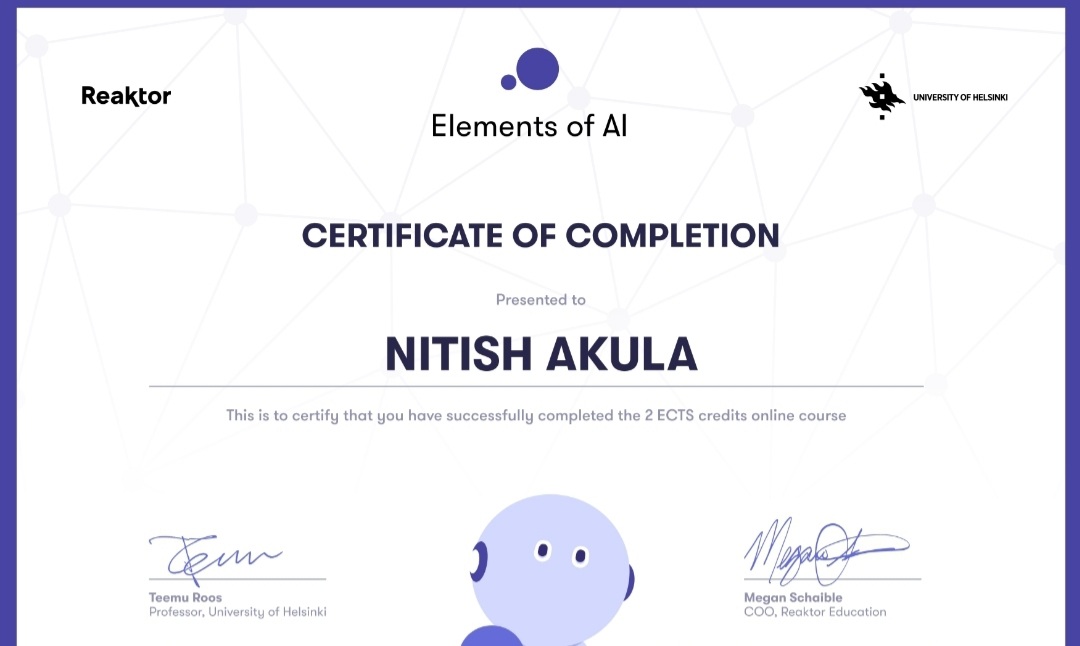 Reaktor
UNIVERSITY OF HELSINKI
Elements of AI
CERTIFICATE OF COMPLETION
Presented to
NITISH AKULA
This is to certify that you have successfully completed the 2 ECTS credits online course
Teemu Roos
Professor, University of Helsinki
Megan Schaible
COO, Reaktor Education